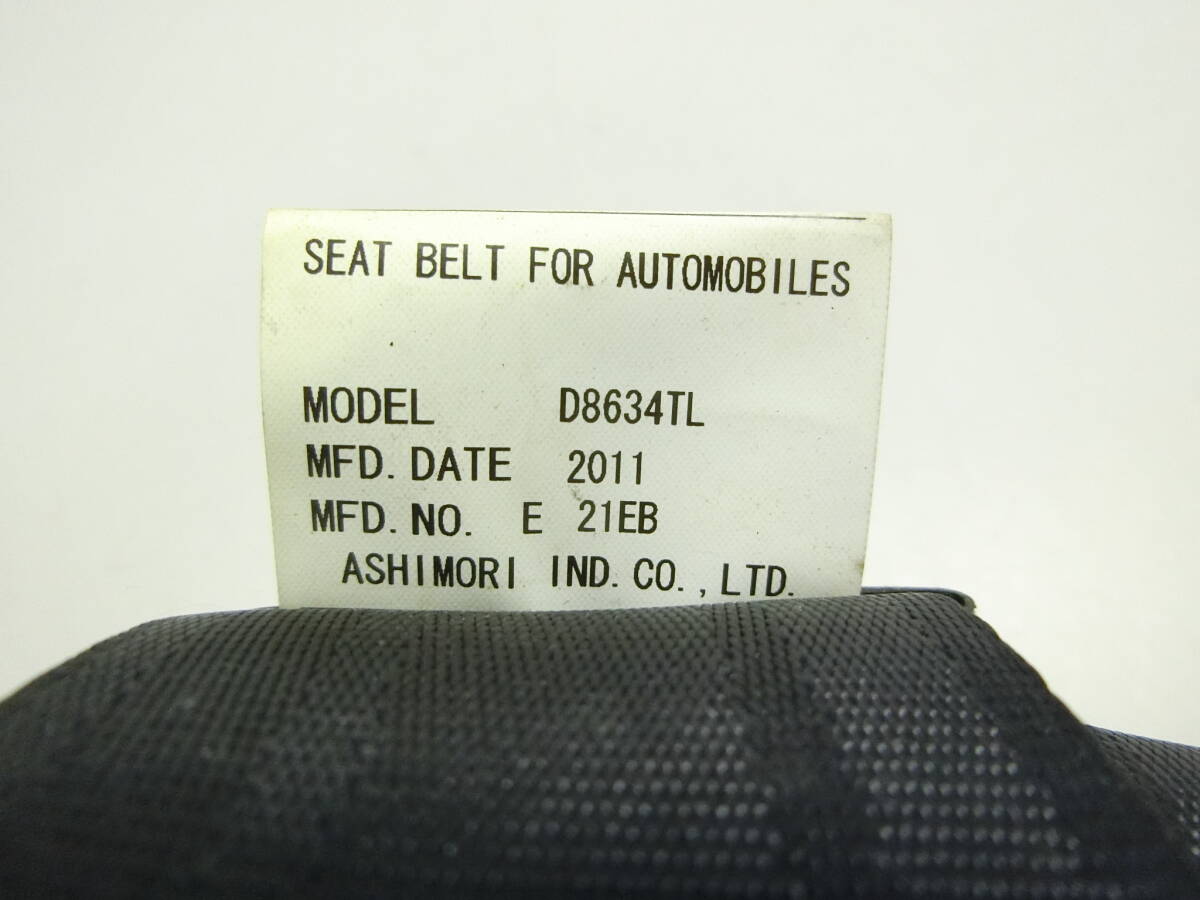 SEAT BELT FOR AUTOMOBILES
MODEL D8634TL
MFD. DATE 2011
MFD. NO. E 21EB
ASHIMORI IND. CO., LTD.